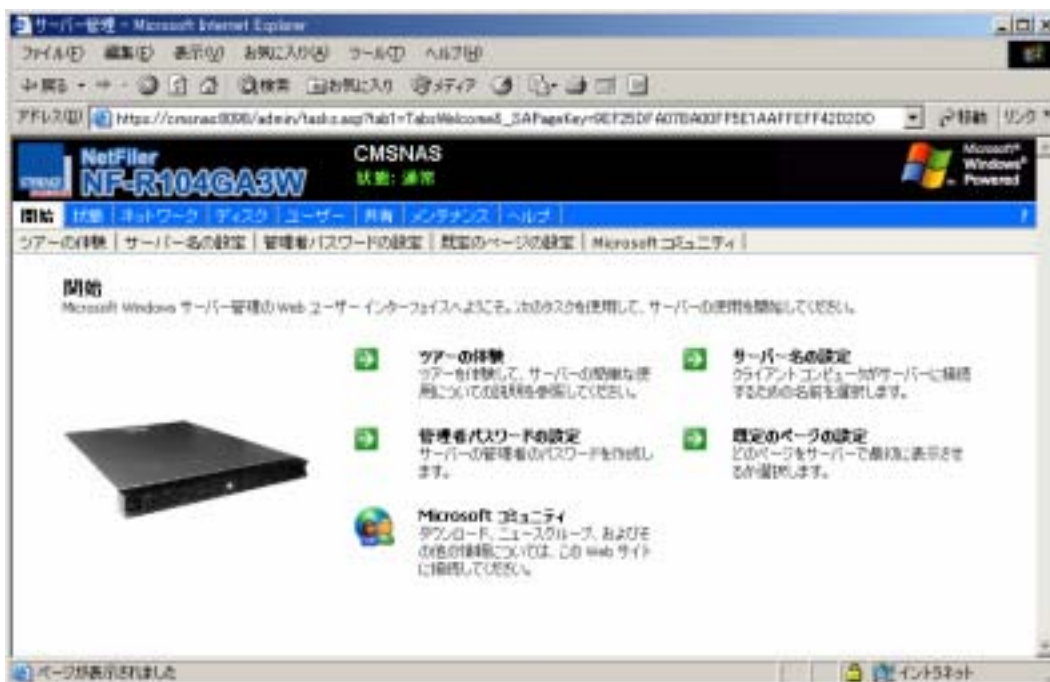 サーバー管理 - Microsoft Internet Explorer
ファイル(F) 編集(E) 表示(V) お気に入り(A) ツール(T) ヘルプ(H)
戻る 検索 お気に入り メディア
アドレス(D) 移動 リンク
NetFiler
NF-R104GA3W
CMSNAS
状態: 通常
Microsoft®
Windows®
Powered
開始 状態 ネットワーク ディスク ユーザー 共有 メンテナンス ヘルプ ?
ツアーの体験 サーバー名の設定 管理者パスワードの設定 既定のページの設定 Microsoft コミュニティ
開始
Microsoft Windows サーバー管理の Web ユーザー インターフェイスへようこそ。次のタスクを使用して、サーバーの使用を開始してください。
ツアーの体験
ツアーを体験して、サーバーの簡単な使
用についての説明を参照してください。
サーバー名の設定
クライアント コンピュータがサーバーに接続
するための名前を選択します。
管理者パスワードの設定
サーバーの管理者のパスワードを作成し
ます。
既定のページの設定
どのページをサーバーで最初に表示させ
るか選択します。
Microsoft コミュニティ
ダウンロード、ニュースグループ、およびそ
の他の情報については、この Web サイト
に接続してください。
ページが表示されました
イントラネット